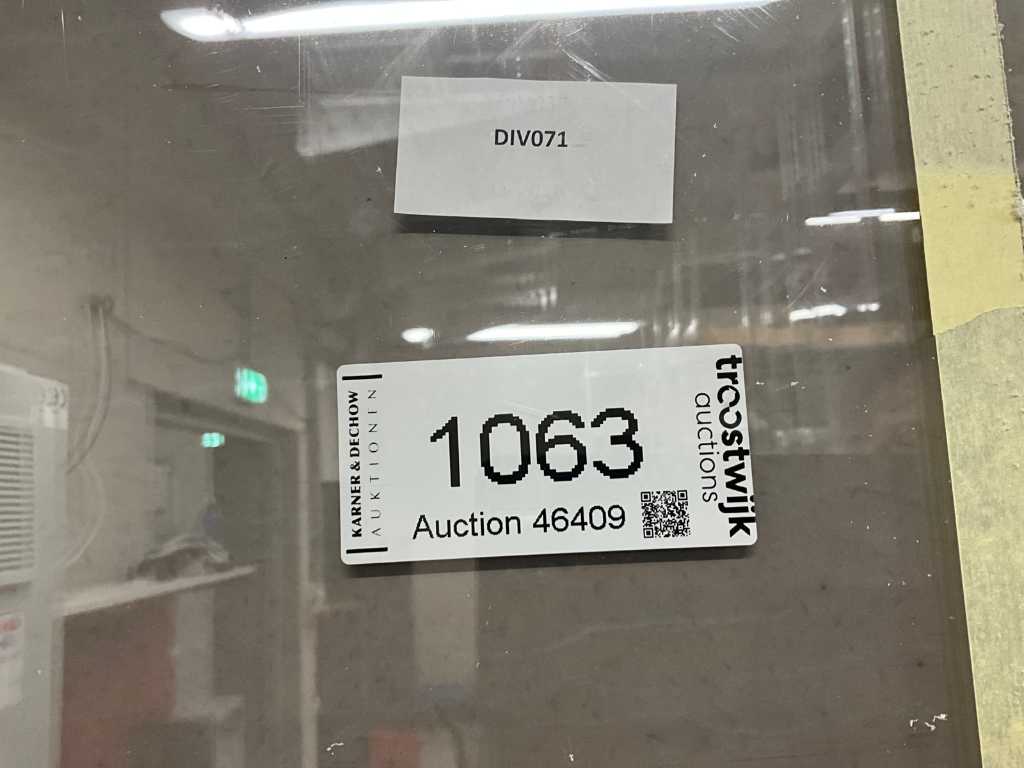 DIV071
KARNER & DECHOW
AUKTIONEN
1063
Auction 46409
troostwijk
auctions